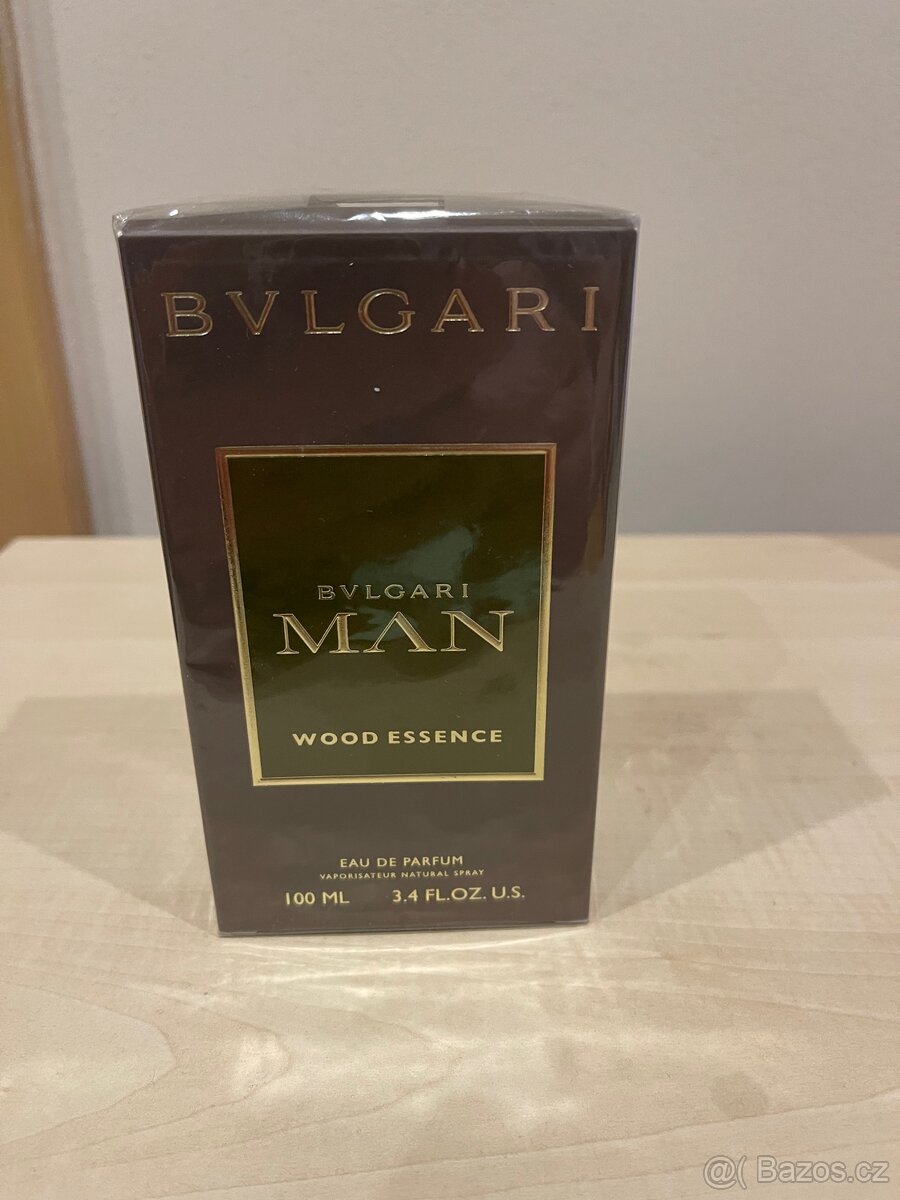 BVLGARI
BVLGARI
MAN
WOOD ESSENCE
EAU DE PARFUM
VAPORISATEUR NATURAL SPRAY
100 ML 3.4 FL.OZ. U.S.
@( Bazos.cz